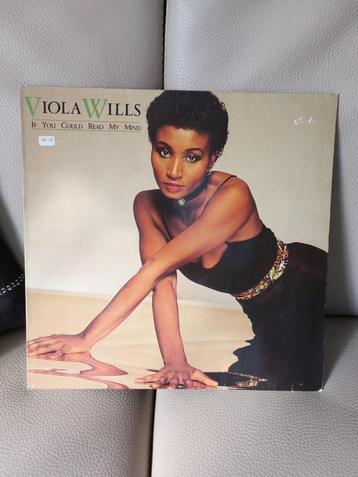 VIOLA WILLS
IF YOU COULD READ MY MIND